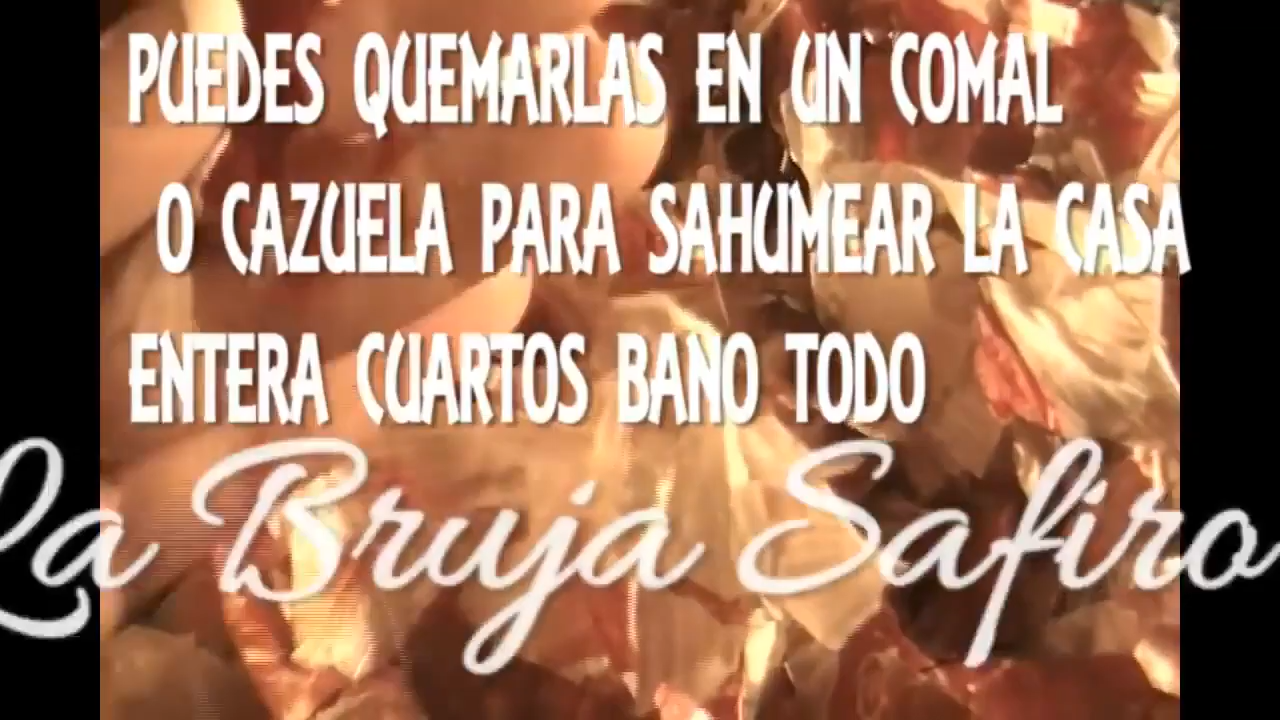 PUEDES QUEMARLAS EN UN COMAL
O CAZUELA PARA SAHUMEAR LA CASA
ENTERA CUARTOS BANO TODO
La Bruja Safiro